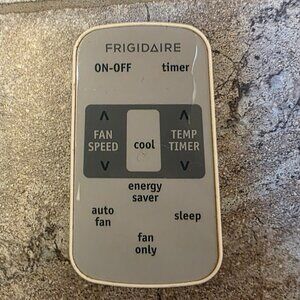 FRIGIDAIRE
ON-OFF timer
FAN SPEED
cool
TEMP TIMER
energy
saver
auto
fan
sleep
fan
only